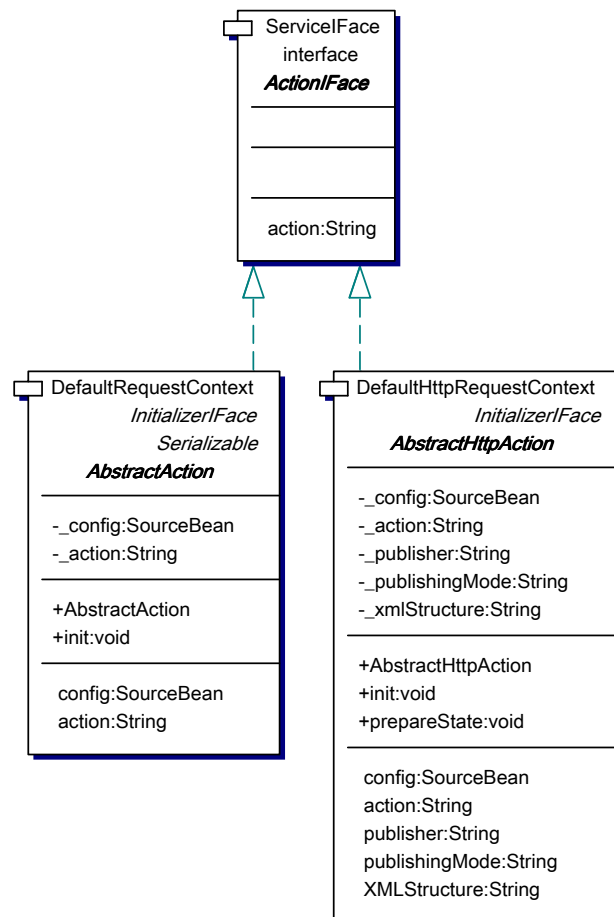 ServiceIFace
interface
ActionIFace
action:String
DefaultRequestContext
InitializerIFace
Serializable
AbstractAction
-_config:SourceBean
-_action:String
+AbstractAction
+init:void
config:SourceBean
action:String
DefaultHttpRequestContext
InitializerIFace
AbstractHttpAction
-_config:SourceBean
-_action:String
-_publisher:String
-_publishingMode:String
-_xmlStructure:String
+AbstractHttpAction
+init:void
+prepareState:void
config:SourceBean
action:String
publisher:String
publishingMode:String
XMLStructure:String